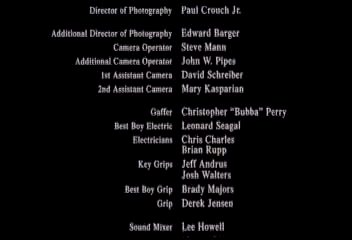 Director of Photography Paul Crouch Jr.
Additional Director of Photography Edward Barger
Camera Operator Steve Mann
Additional Camera Operator John W. Pipes
1st Assistant Camera David Schreiber
2nd Assistant Camera Mary Kasparian
Gaffer Christopher “Bubba” Perry
Best Boy Electric Leonard Seagal
Electricians Chris Charles
Brian Rupp
Key Grips Jeff Andrus
Josh Walters
Best Boy Grip Brady Majors
Grip Derek Jensen
Sound Mixer Lee Howell